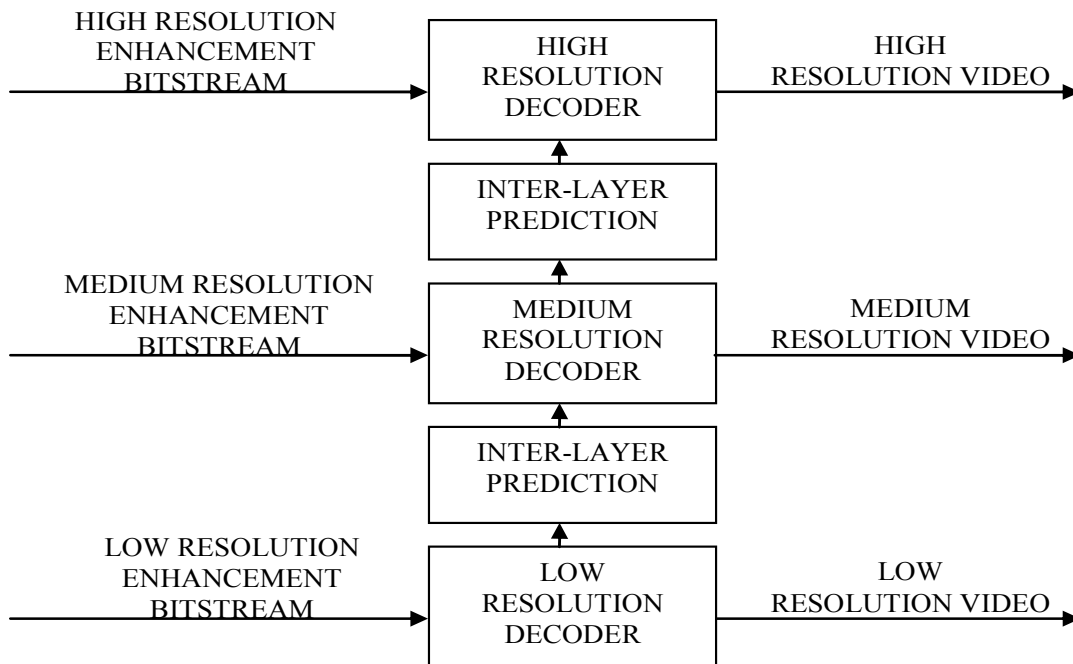 HIGH RESOLUTION
ENHANCEMENT
BITSTREAM
HIGH
RESOLUTION
DECODER
HIGH
RESOLUTION VIDEO
INTER-LAYER
PREDICTION
MEDIUM RESOLUTION
ENHANCEMENT
BITSTREAM
MEDIUM
RESOLUTION
DECODER
MEDIUM
RESOLUTION VIDEO
INTER-LAYER
PREDICTION
LOW RESOLUTION
ENHANCEMENT
BITSTREAM
LOW
RESOLUTION
DECODER
LOW
RESOLUTION VIDEO